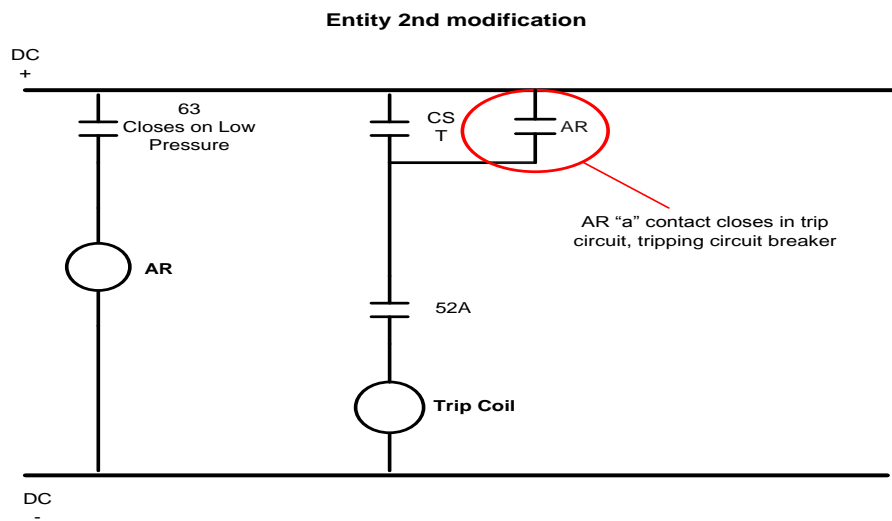 Entity 2nd modification
DC
+
63
Closes on Low
Pressure
CS
T
AR
AR “a” contact closes in trip
circuit, tripping circuit breaker
AR
52A
Trip Coil
DC
-